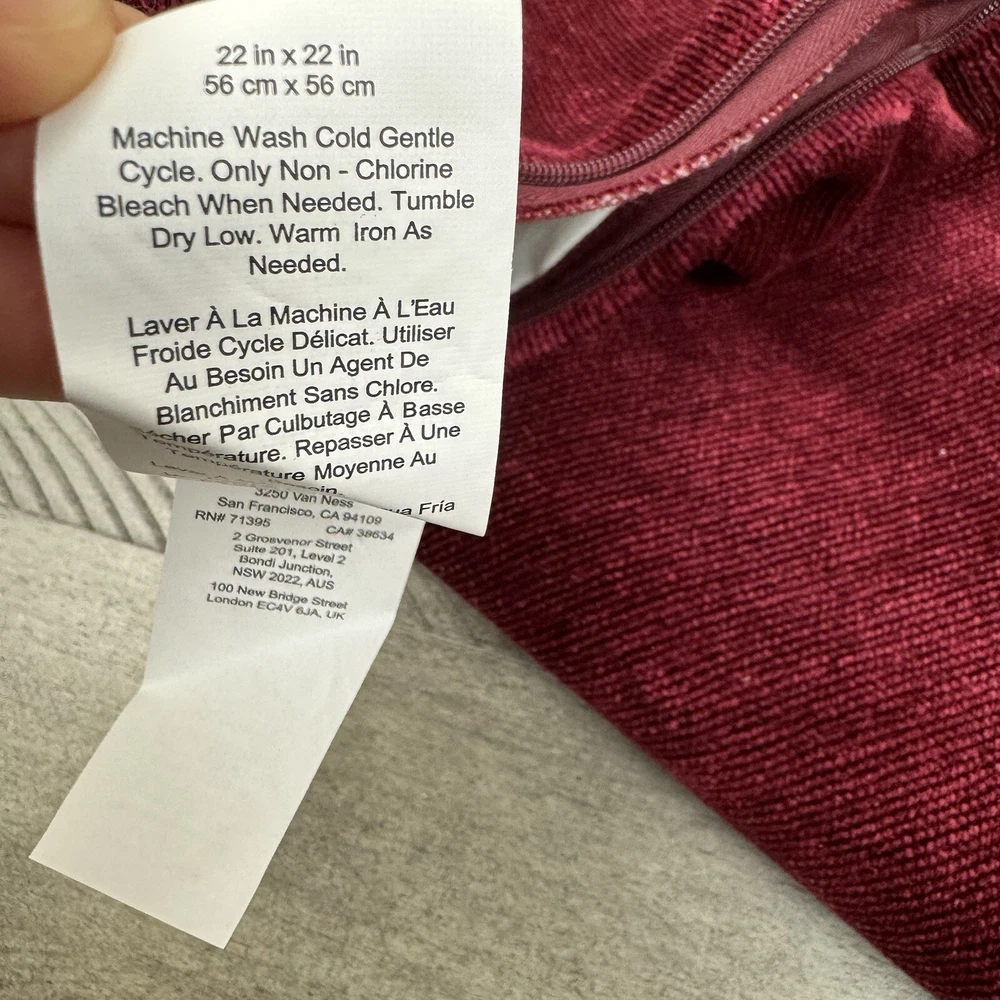 22 in x 22 in
56 cm x 56 cm
Machine Wash Cold Gentle
Cycle. Only Non - Chlorine
Bleach When Needed. Tumble
Dry Low. Warm Iron As
Needed.
Laver À La Machine À L'Eau
Froide Cycle Délicat. Utiliser
Au Besoin Un Agent De
Blanchiment Sans Chlore.
Par Culbutage À Basse
Température. Repasser À Une
Température Moyenne Au
Fría
3250 Van Ness
San Francisco, CA 94109
RN# 71395 CA# 38634
2 Grosvenor Street
Suite 201, Level 2
Bondi Junction,
NSW 2022, AUS
100 New Bridge Street
London EC4V 6JA, UK